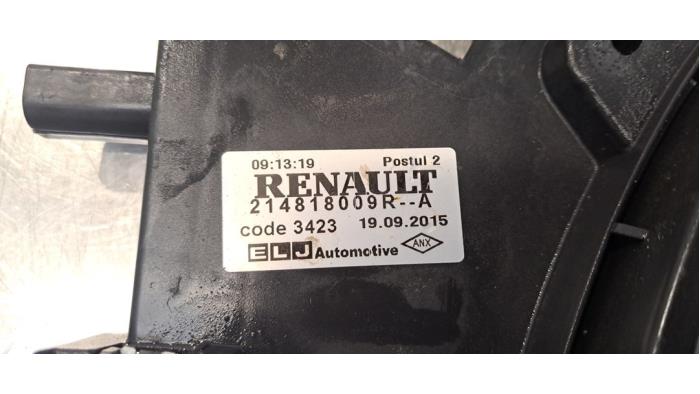 09:13:19 Postul 2
RENAULT
214818009R--A
code 3423 19.09.2015
ELJ Automotive ANX